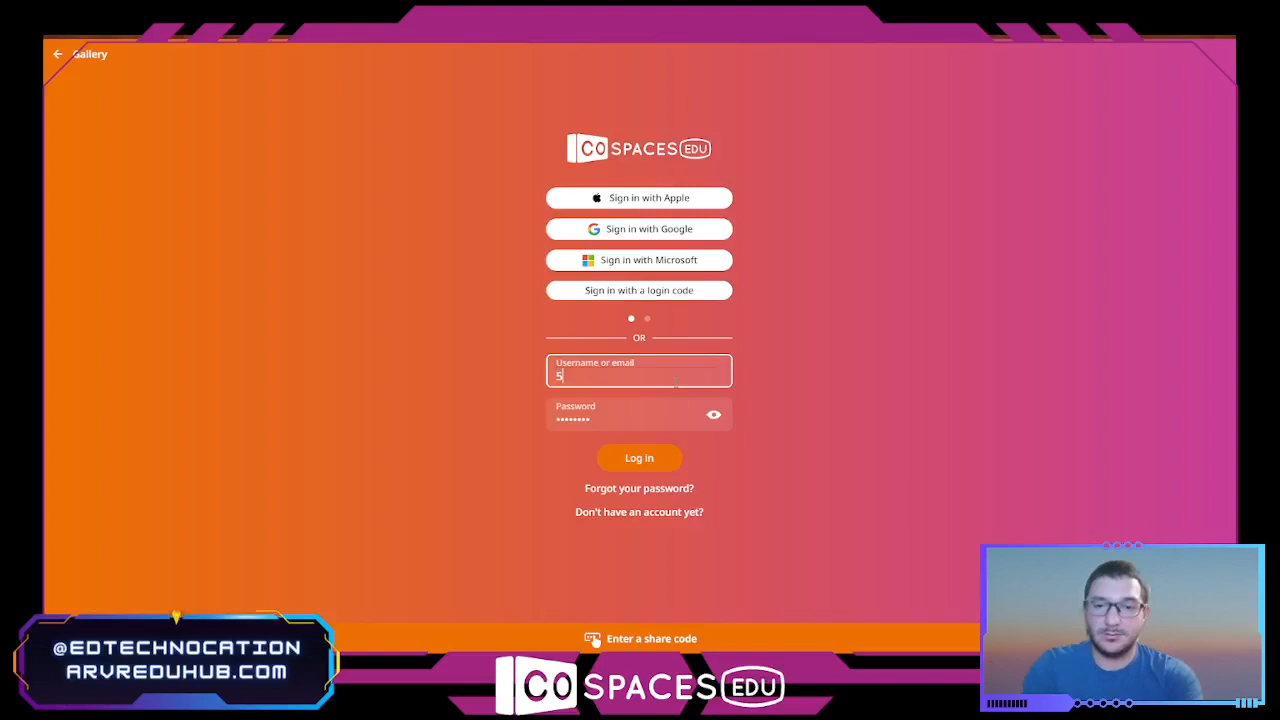 Gallery
CO SPACES EDU
Sign in with Apple
Sign in with Google
Sign in with Microsoft
Sign in with a login code
OR
Username or email
5
Password
••••••••
Log in
Forgot your password?
Don't have an account yet?
Enter a share code
@EDTECHNOCATION
ARVREDUHUB.COM
CO SPACES EDU